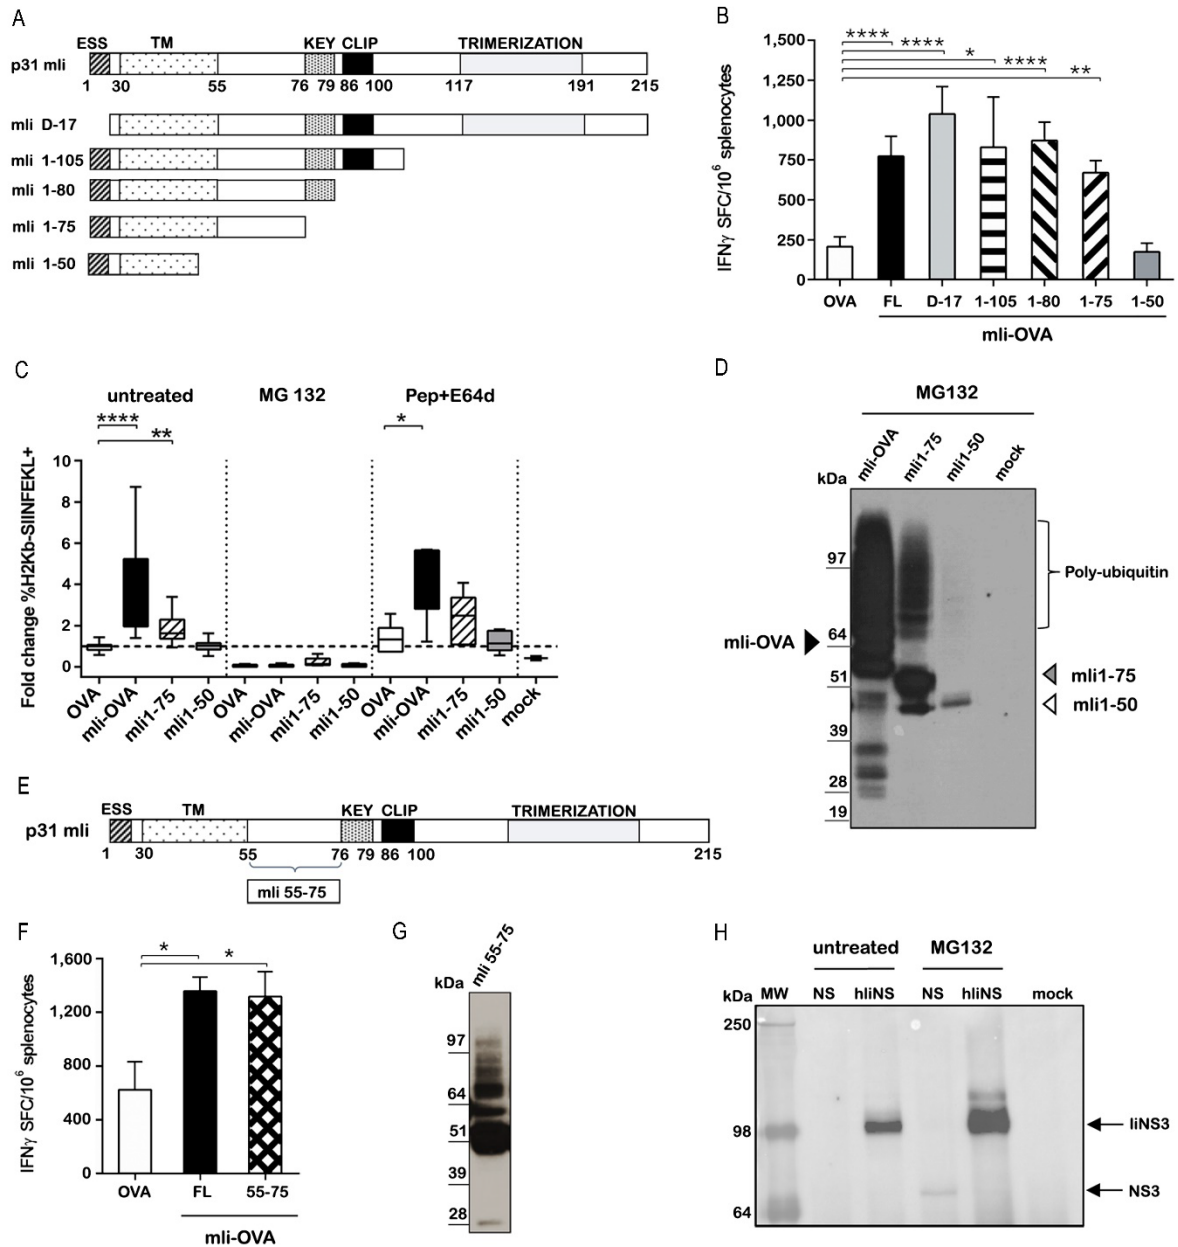 A
ESS TM KEY CLIP TRIMERIZATION
p31 mli
1 30 55 76 79 86 100 117 191 215
mli D-17
mli 1-105
mli 1-80
mli 1-75
mli 1-50
B
IFNγ SFC/10⁶ splenocytes
1,500
1,250
1,000
750
500
250
0
**** **** * **** **
OVA FL D-17 1-105 1-80 1-75 1-50
mli-OVA
C
untreated MG 132 Pep+E64d
**** ** *
Fold change %H2Kb-SIINFEKL+
10
8
6
4
2
0
OVA mli-OVA mli1-75 mli1-50 OVA mli-OVA mli1-75 mli1-50 OVA mli-OVA mli1-75 mli1-50 mock
D
MG132
mli-OVA mli1-75 mli1-50 mock
kDa
97
64
51
39
28
19
mli-OVA
Poly-ubiquitin
mli1-75
mli1-50
E
ESS TM KEY CLIP TRIMERIZATION
p31 mli
1 30 55 76 79 86 100 215
mli 55-75
F
IFNγ SFC/10⁶ splenocytes
1,600
1,200
800
400
0
* *
OVA FL 55-75
mli-OVA
G
mli 55-75
kDa
97
64
51
39
28
H
untreated MG132
kDa MW NS hliNS NS hliNS mock
250
98
64
liNS3
NS3